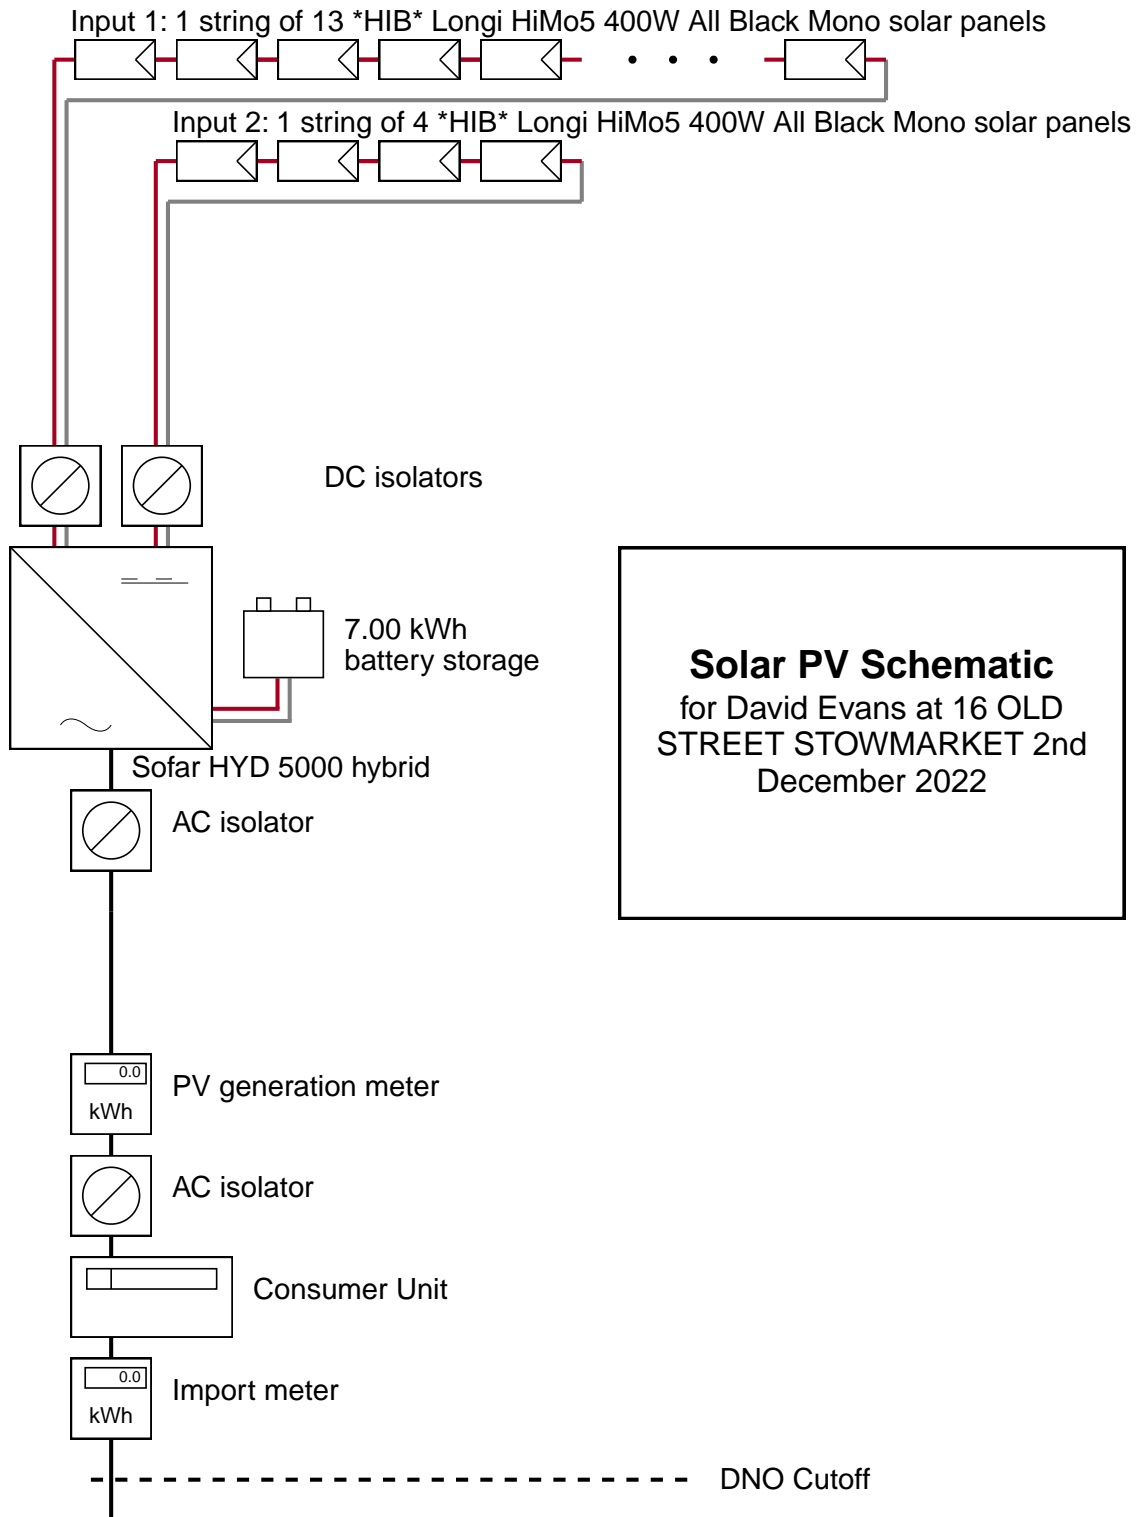 Input 1: 1 string of 13 *HIB* Longi HiMo5 400W All Black Mono solar panels
Input 2: 1 string of 4 *HIB* Longi HiMo5 400W All Black Mono solar panels
DC isolators
7.00 kWh
battery storage
Solar PV Schematic
for David Evans at 16 OLD
STREET STOWMARKET 2nd
December 2022
Sofar HYD 5000 hybrid
AC isolator
0.0
kWh
PV generation meter
AC isolator
Consumer Unit
0.0
kWh
Import meter
DNO Cutoff